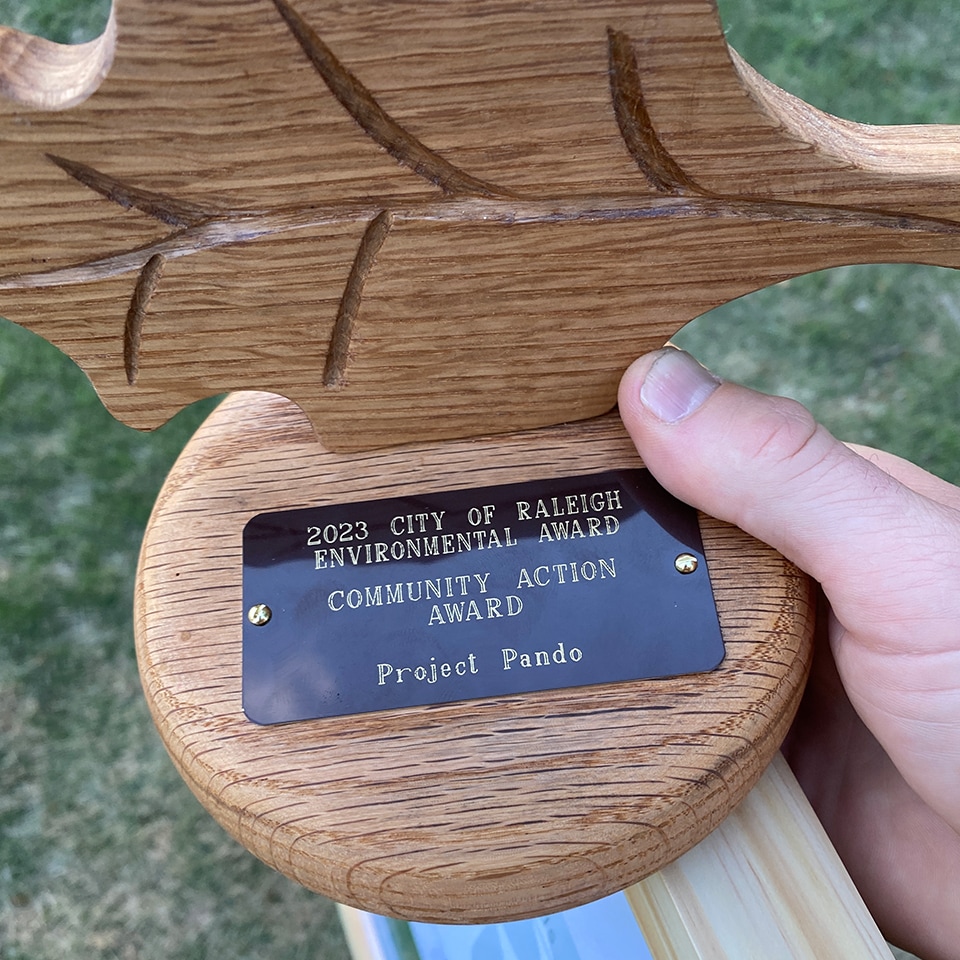 2023 CITY OF RALEIGH
ENVIRONMENTAL AWARD
COMMUNITY ACTION
AWARD
Project Pando